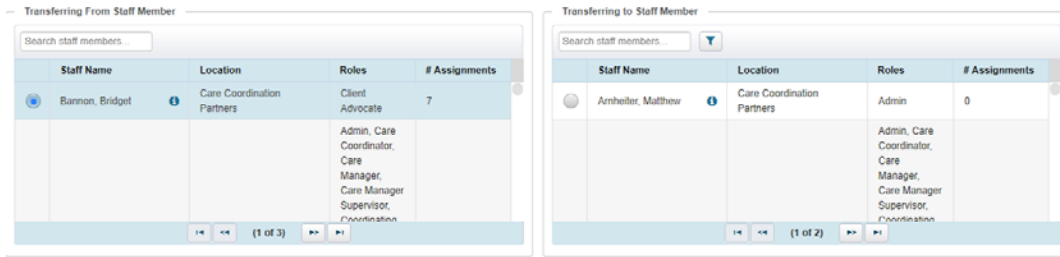 Transferring From Staff Member
Search staff members...
Staff Name Location Roles # Assignments
Bannon, Bridget Care Coordination Partners Client Advocate 7
Admin, Care
Coordinator,
Care
Manager,
Care Manager
Supervisor,
Coordinating
(1 of 3)
Transferring to Staff Member
Search staff members...
Staff Name Location Roles # Assignments
Arnheiter, Matthew Care Coordination Partners Admin 0
Admin, Care
Coordinator,
Care
Manager,
Care Manager
Supervisor,
Coordinating
(1 of 2)